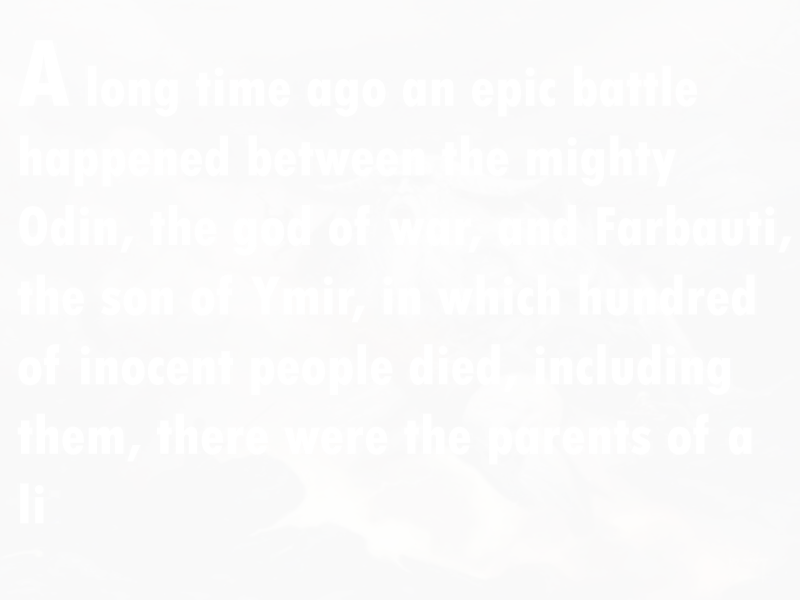 A long time ago an epic battle
happened between the mighty
Odin, the god of war, and Farbauti,
the son of Ymir, in which hundred
of inocent people died, including
them, there were the parents of a
li